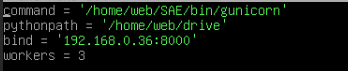 command = '/home/web/SAE/bin/gunicorn'
pythonpath = '/home/web/drive'
bind = '192.168.0.36:8000'
workers = 3